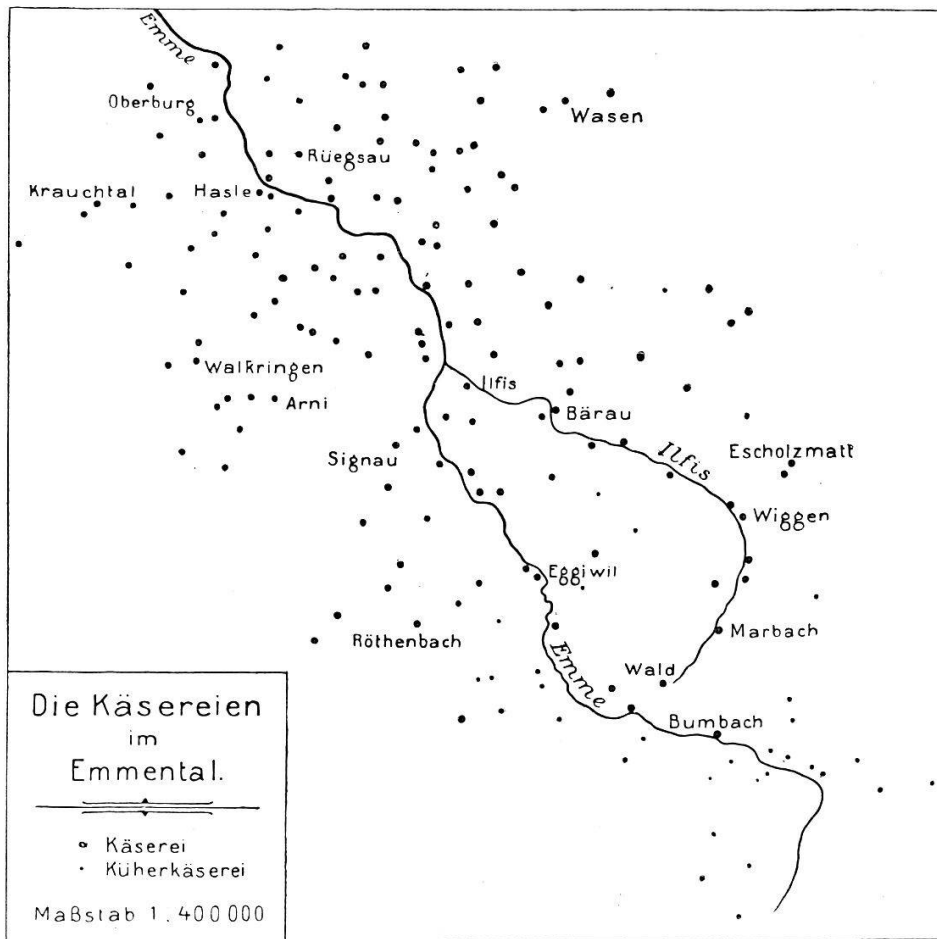 Emme
Oberburg
Wasen
Rüegsau
Krauchtal
Hasle
Walkringen
Ilfis
Arni
Bärau
Signau
Ilfis
Escholzmatt
Wiggen
Eggiwil
Röthenbach
Marbach
Emme
Wald
Bumbach
Die Käsereien
im
Emmental.
Käserei
Küherkäserei
Maßstab 1.400000